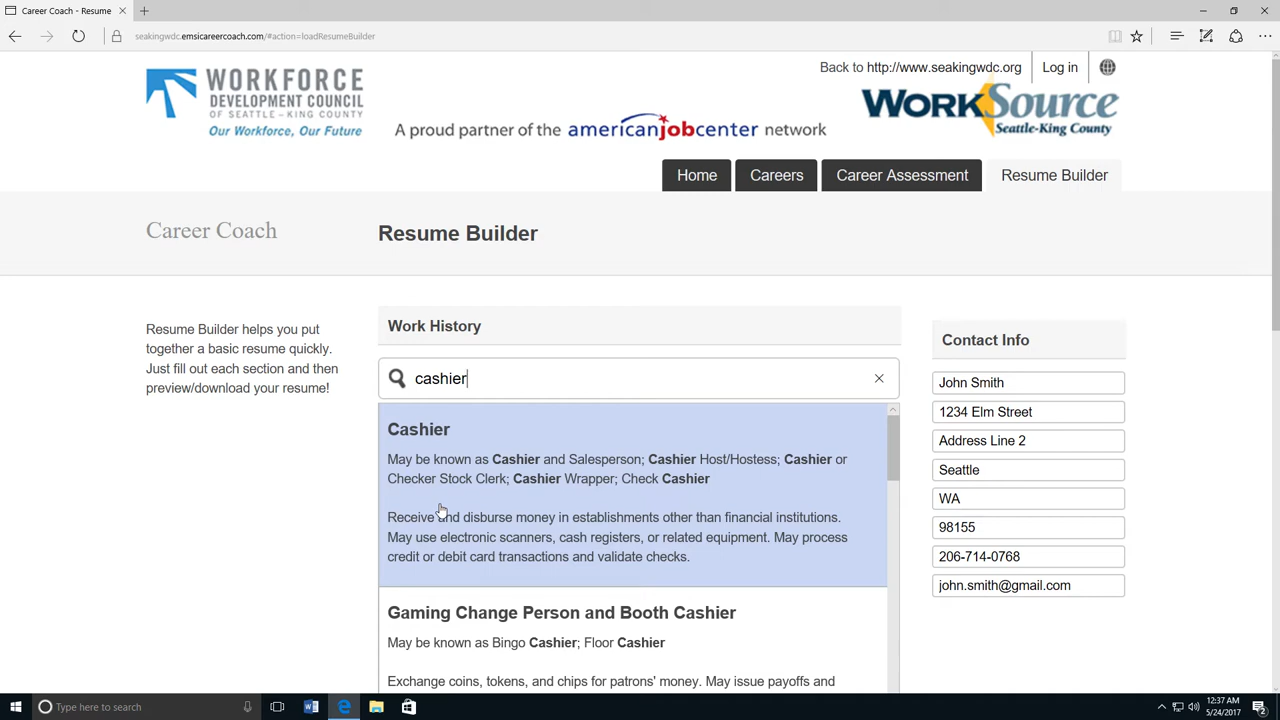 Career Coach - Resume
seakingwdc.emsicareercoach.com/#action=loadResumeBuilder
Back to http://www.seakingwdc.org
Log in
WORKFORCE
DEVELOPMENT COUNCIL
OF SEATTLE-KING COUNTY
Our Workforce, Our Future
A proud partner of the americanjobcenter network
WorkSource
Seattle-King County
Home
Careers
Career Assessment
Resume Builder
Career Coach
Resume Builder
Resume Builder helps you put
together a basic resume quickly.
Just fill out each section and then
preview/download your resume!
Work History
cashier
Cashier
May be known as Cashier and Salesperson; Cashier Host/Hostess; Cashier or
Checker Stock Clerk; Cashier Wrapper; Check Cashier
Receive and disburse money in establishments other than financial institutions.
May use electronic scanners, cash registers, or related equipment. May process
credit or debit card transactions and validate checks.
Gaming Change Person and Booth Cashier
May be known as Bingo Cashier; Floor Cashier
Exchange coins, tokens, and chips for patrons' money. May issue payoffs and
Contact Info
John Smith
1234 Elm Street
Address Line 2
Seattle
WA
98155
206-714-0768
john.smith@gmail.com
Type here to search
12:37 AM
5/24/2017
2